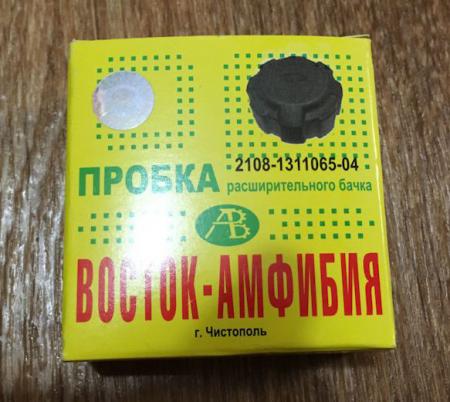 2108-1311065-04
ПРОБКА расширительного бачка
АВ
ВОСТОК-АМФИБИЯ
г. Чистополь